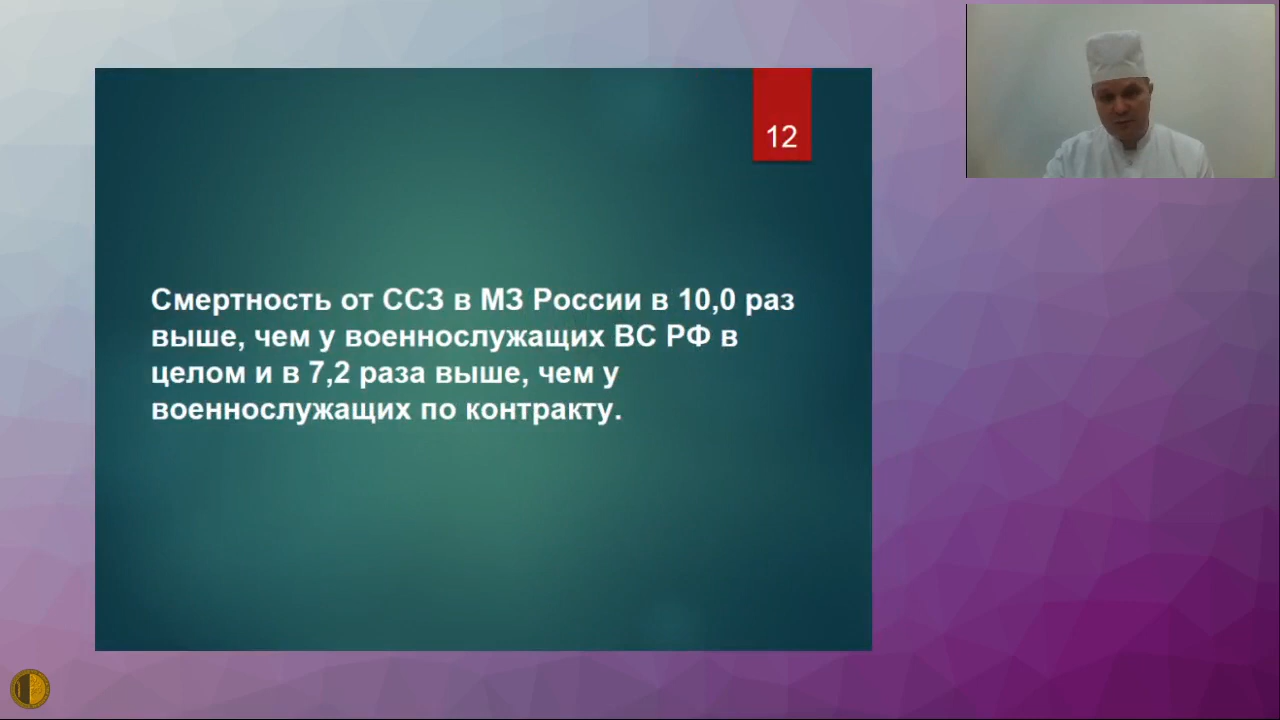 12
Смертность от ССЗ в МЗ России в 10,0 раз
выше, чем у военнослужащих ВС РФ в
целом и в 7,2 раза выше, чем у
военнослужащих по контракту.